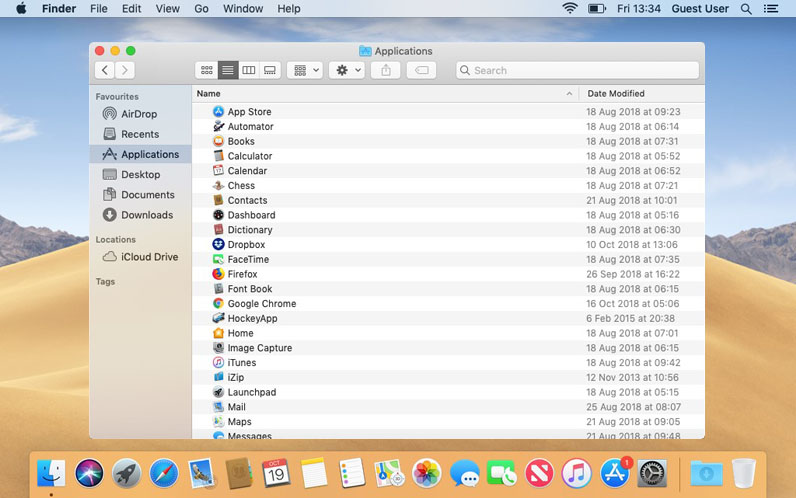 Finder File Edit View Go Window Help Fri 13:34 Guest User
Applications
Search
Favourites
AirDrop
Recents
Applications
Desktop
Documents
Downloads
Locations
iCloud Drive
Tags
Name Date Modified
App Store 18 Aug 2018 at 09:23
Automator 18 Aug 2018 at 06:14
Books 18 Aug 2018 at 07:31
Calculator 18 Aug 2018 at 05:52
Calendar 18 Aug 2018 at 06:52
Chess 18 Aug 2018 at 07:21
Contacts 21 Aug 2018 at 10:01
Dashboard 18 Aug 2018 at 05:16
Dictionary 18 Aug 2018 at 06:30
Dropbox 10 Oct 2018 at 13:06
FaceTime 18 Aug 2018 at 07:35
Firefox 26 Sep 2018 at 16:22
Font Book 18 Aug 2018 at 06:15
Google Chrome 16 Oct 2018 at 05:06
HockeyApp 6 Feb 2015 at 20:38
Home 18 Aug 2018 at 07:01
Image Capture 18 Aug 2018 at 06:15
iTunes 18 Aug 2018 at 09:42
iZip 12 Nov 2013 at 10:56
Launchpad 18 Aug 2018 at 05:15
Mail 25 Aug 2018 at 08:07
Maps 21 Aug 2018 at 09:05
Messages 21 Aug 2018 at 09:48
OCT
19
1